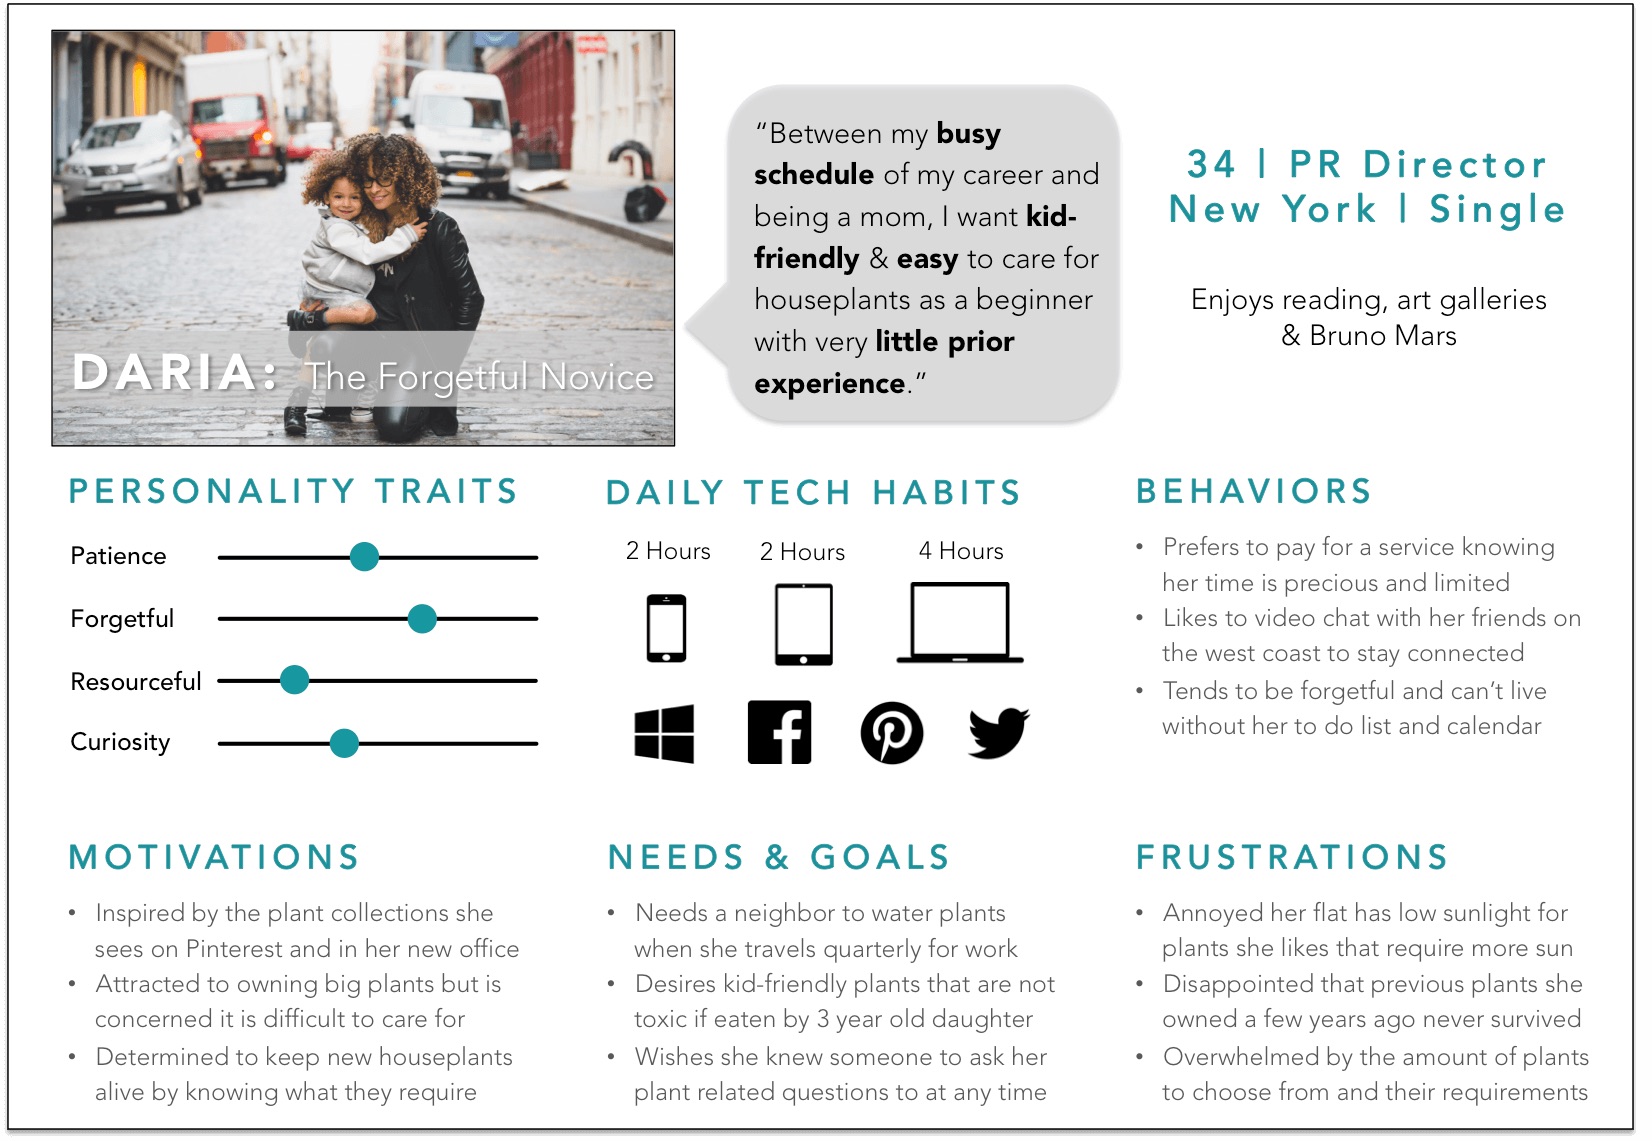 DARIA: The Forgetful Novice
“Between my busy
schedule of my career and
being a mom, I want kid-
friendly & easy to care for
houseplants as a beginner
with very little prior
experience.”
34 | PR Director
New York | Single
Enjoys reading, art galleries
& Bruno Mars
PERSONALITY TRAITS
Patience
Forgetful
Resourceful
Curiosity
DAILY TECH HABITS
2 Hours
2 Hours
4 Hours
BEHAVIORS
• Prefers to pay for a service knowing
her time is precious and limited
• Likes to video chat with her friends on
the west coast to stay connected
• Tends to be forgetful and can’t live
without her to do list and calendar
MOTIVATIONS
• Inspired by the plant collections she
sees on Pinterest and in her new office
• Attracted to owning big plants but is
concerned it is difficult to care for
• Determined to keep new houseplants
alive by knowing what they require
NEEDS & GOALS
• Needs a neighbor to water plants
when she travels quarterly for work
• Desires kid-friendly plants that are not
toxic if eaten by 3 year old daughter
• Wishes she knew someone to ask her
plant related questions to at any time
FRUSTRATIONS
• Annoyed her flat has low sunlight for
plants she likes that require more sun
• Disappointed that previous plants she
owned a few years ago never survived
• Overwhelmed by the amount of plants
to choose from and their requirements